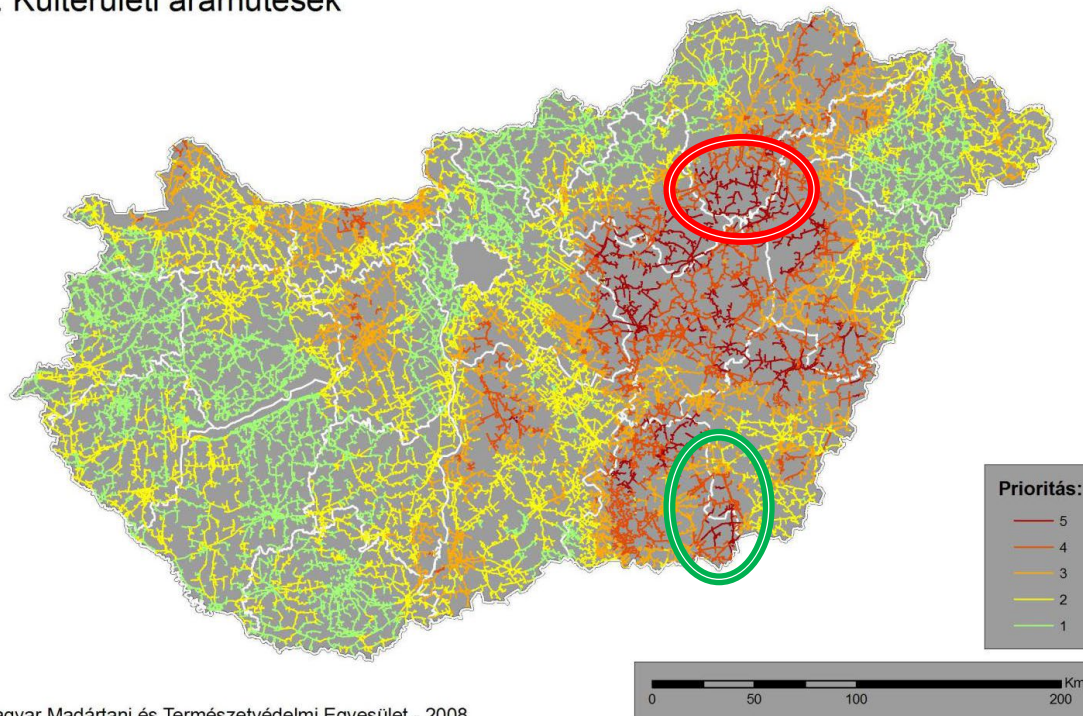 Külterületi áramütések
Prioritás:
5
4
3
2
1
Km
0 50 100 200
Magyar Madártani és Természetvédelmi Egyesület - 2008